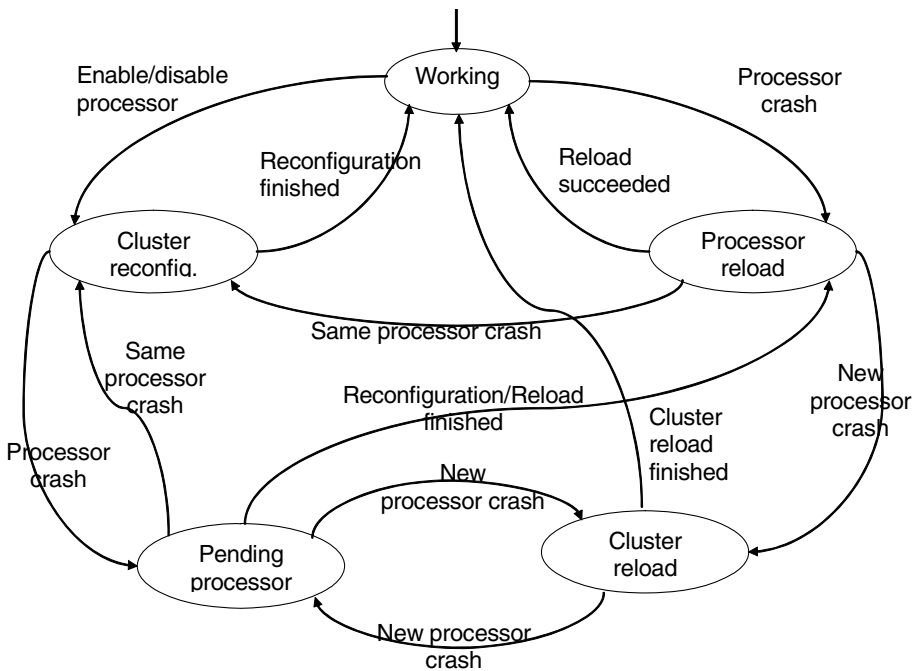 Working
Enable/disable
processor
Processor
crash
Reconfiguration
finished
Reload
succeeded
Cluster
reconfig.
Processor
reload
Same processor crash
Same
processor
crash
Reconfiguration/Reload
finished
New
processor
crash
Cluster
reload
finished
Processor
crash
New
processor crash
Pending
processor
Cluster
reload
New processor
crash